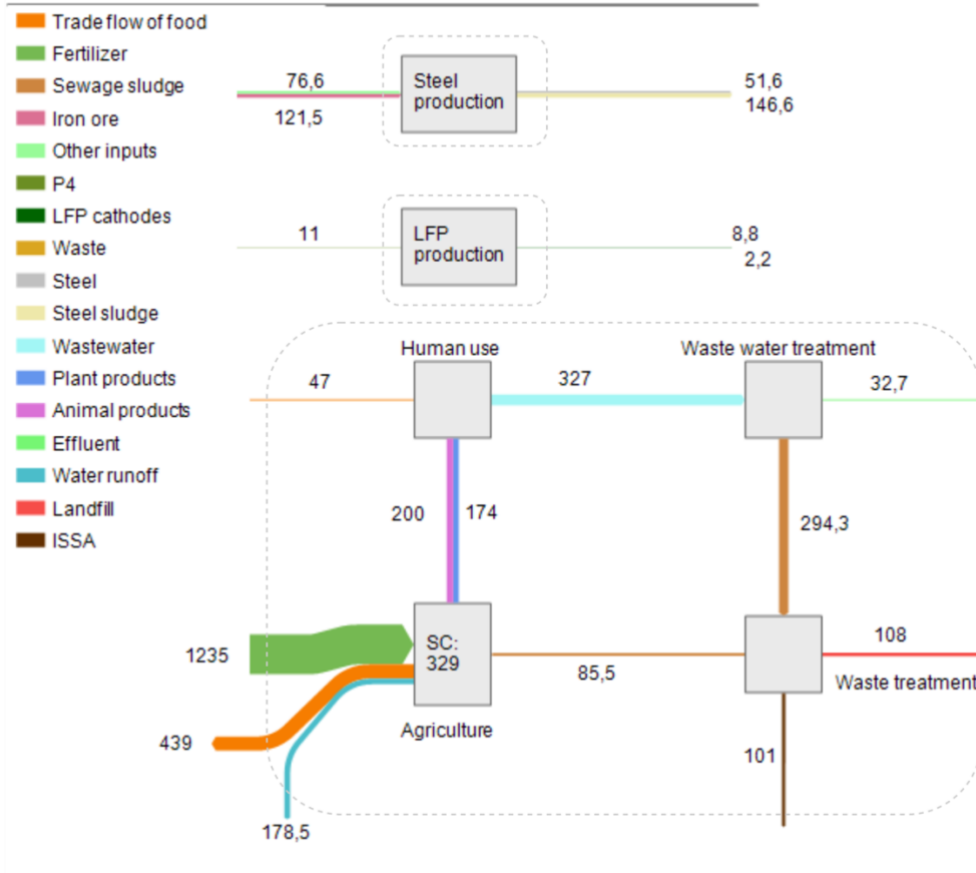 Trade flow of food
Fertilizer
Sewage sludge
Iron ore
Other inputs
P4
LFP cathodes
Waste
Steel
Steel sludge
Wastewater
Plant products
Animal products
Effluent
Water runoff
Landfill
ISSA
76,6
121,5
Steel
production
51,6
146,6
11
LFP
production
8,8
2,2
Human use
Waste water treatment
47
327
32,7
200
174
294,3
1235
SC:
329
108
85,5
Waste treatment
Agriculture
439
101
178,5